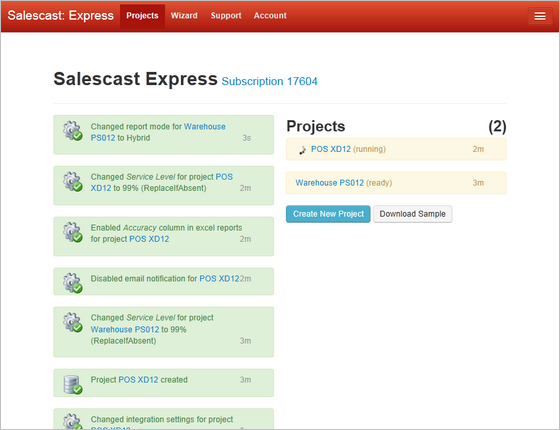 Salescast: Express Projects Wizard Support Account
Salescast Express Subscription 17604
Changed report mode for Warehouse
PS012 to Hybrid 3s
Changed Service Level for project POS
XD12 to 99% (ReplaceIfAbsent) 2m
Enabled Accuracy column in excel reports
for project POS XD12 2m
Disabled email notification for POS XD12 2m
Changed Service Level for project
Warehouse PS012 to 99%
(ReplaceIfAbsent) 3m
Project POS XD12 created 3m
Changed integration settings for project
POS XD12
Projects (2)
POS XD12 (running) 2m
Warehouse PS012 (ready) 3m
Create New Project Download Sample